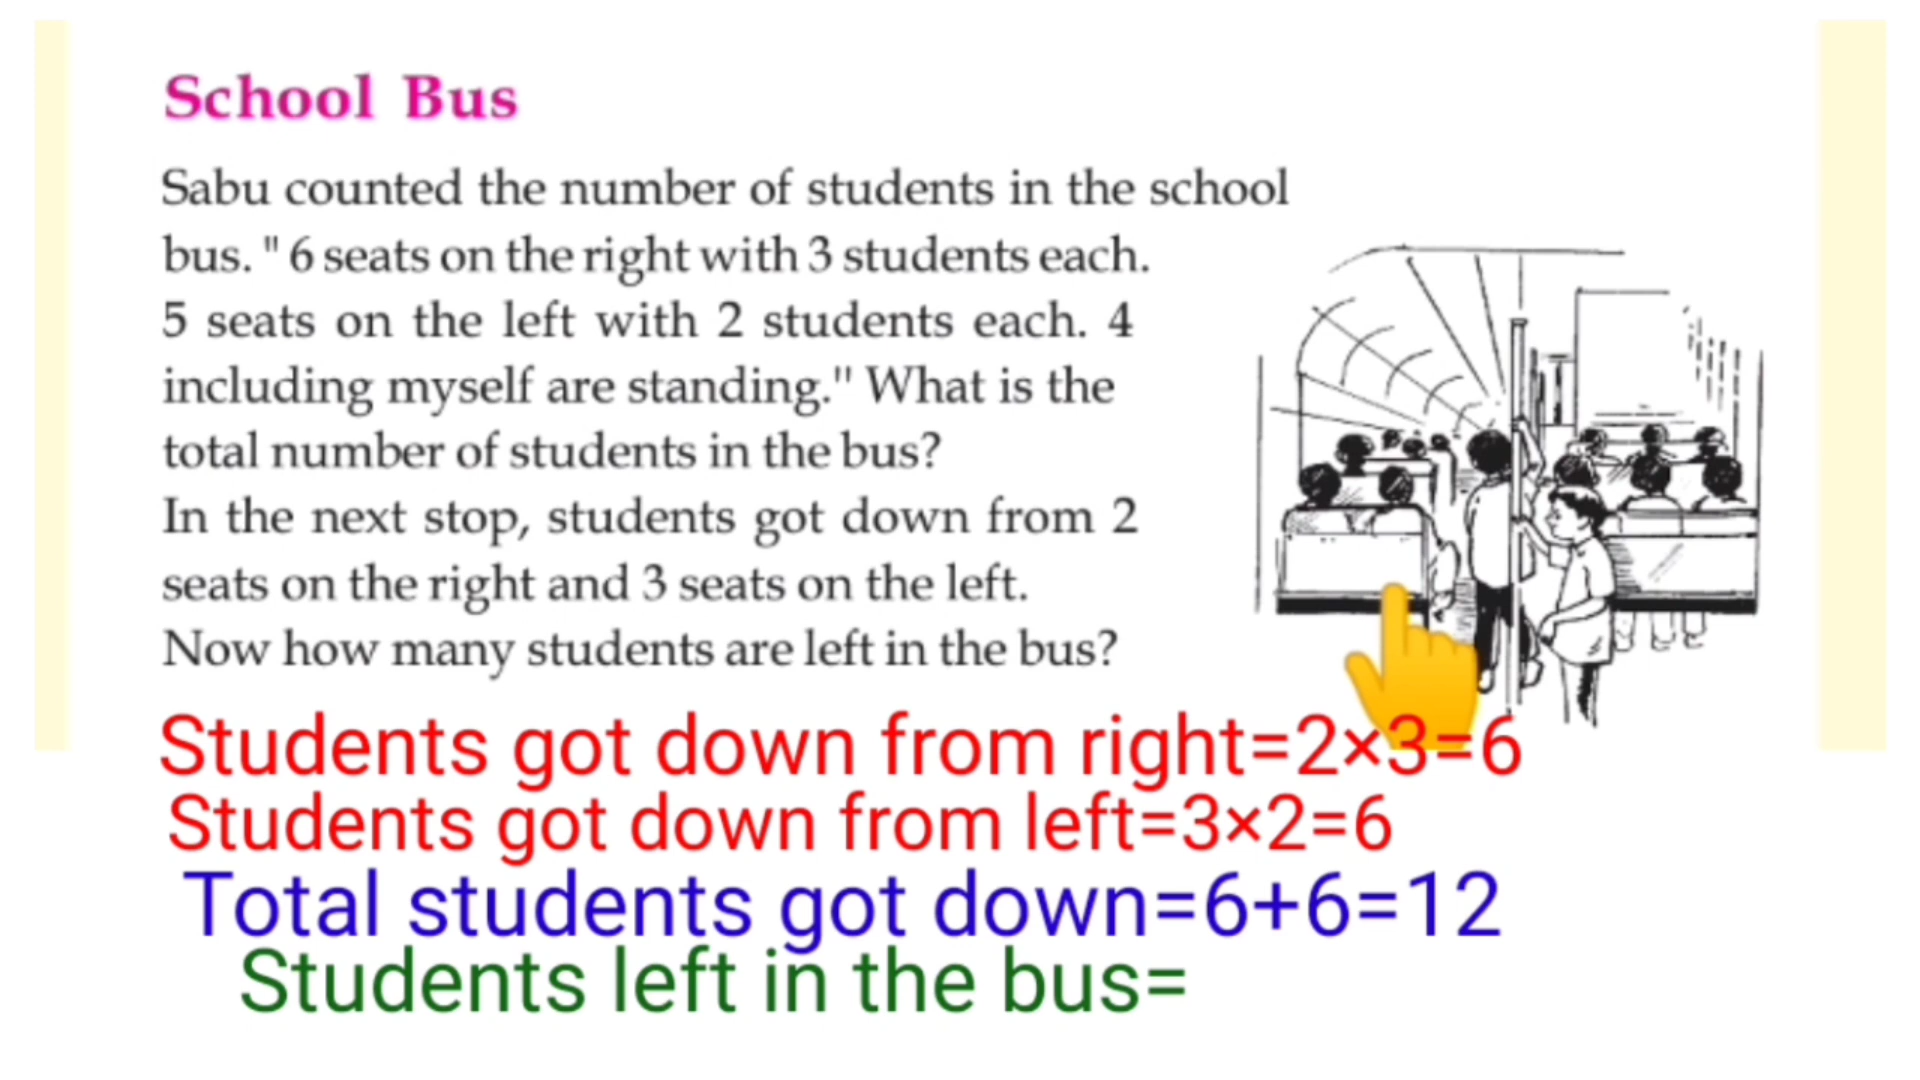 School Bus
Sabu counted the number of students in the school
bus. " 6 seats on the right with 3 students each.
5 seats on the left with 2 students each. 4
including myself are standing." What is the
total number of students in the bus?
In the next stop, students got down from 2
seats on the right and 3 seats on the left.
Now how many students are left in the bus?
Students got down from right=2×3=6
Students got down from left=3×2=6
Total students got down=6+6=12
Students left in the bus=